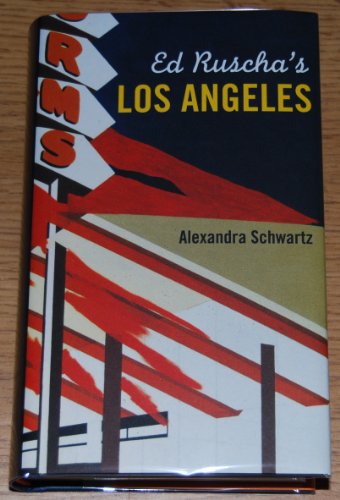 RMS
Ed Ruscha's
LOS ANGELES
Alexandra Schwartz